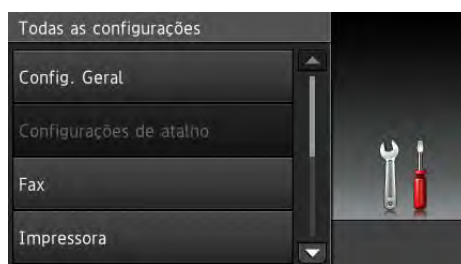 Todas as configurações
Config. Geral
Configurações de atalho
Fax
Impressora